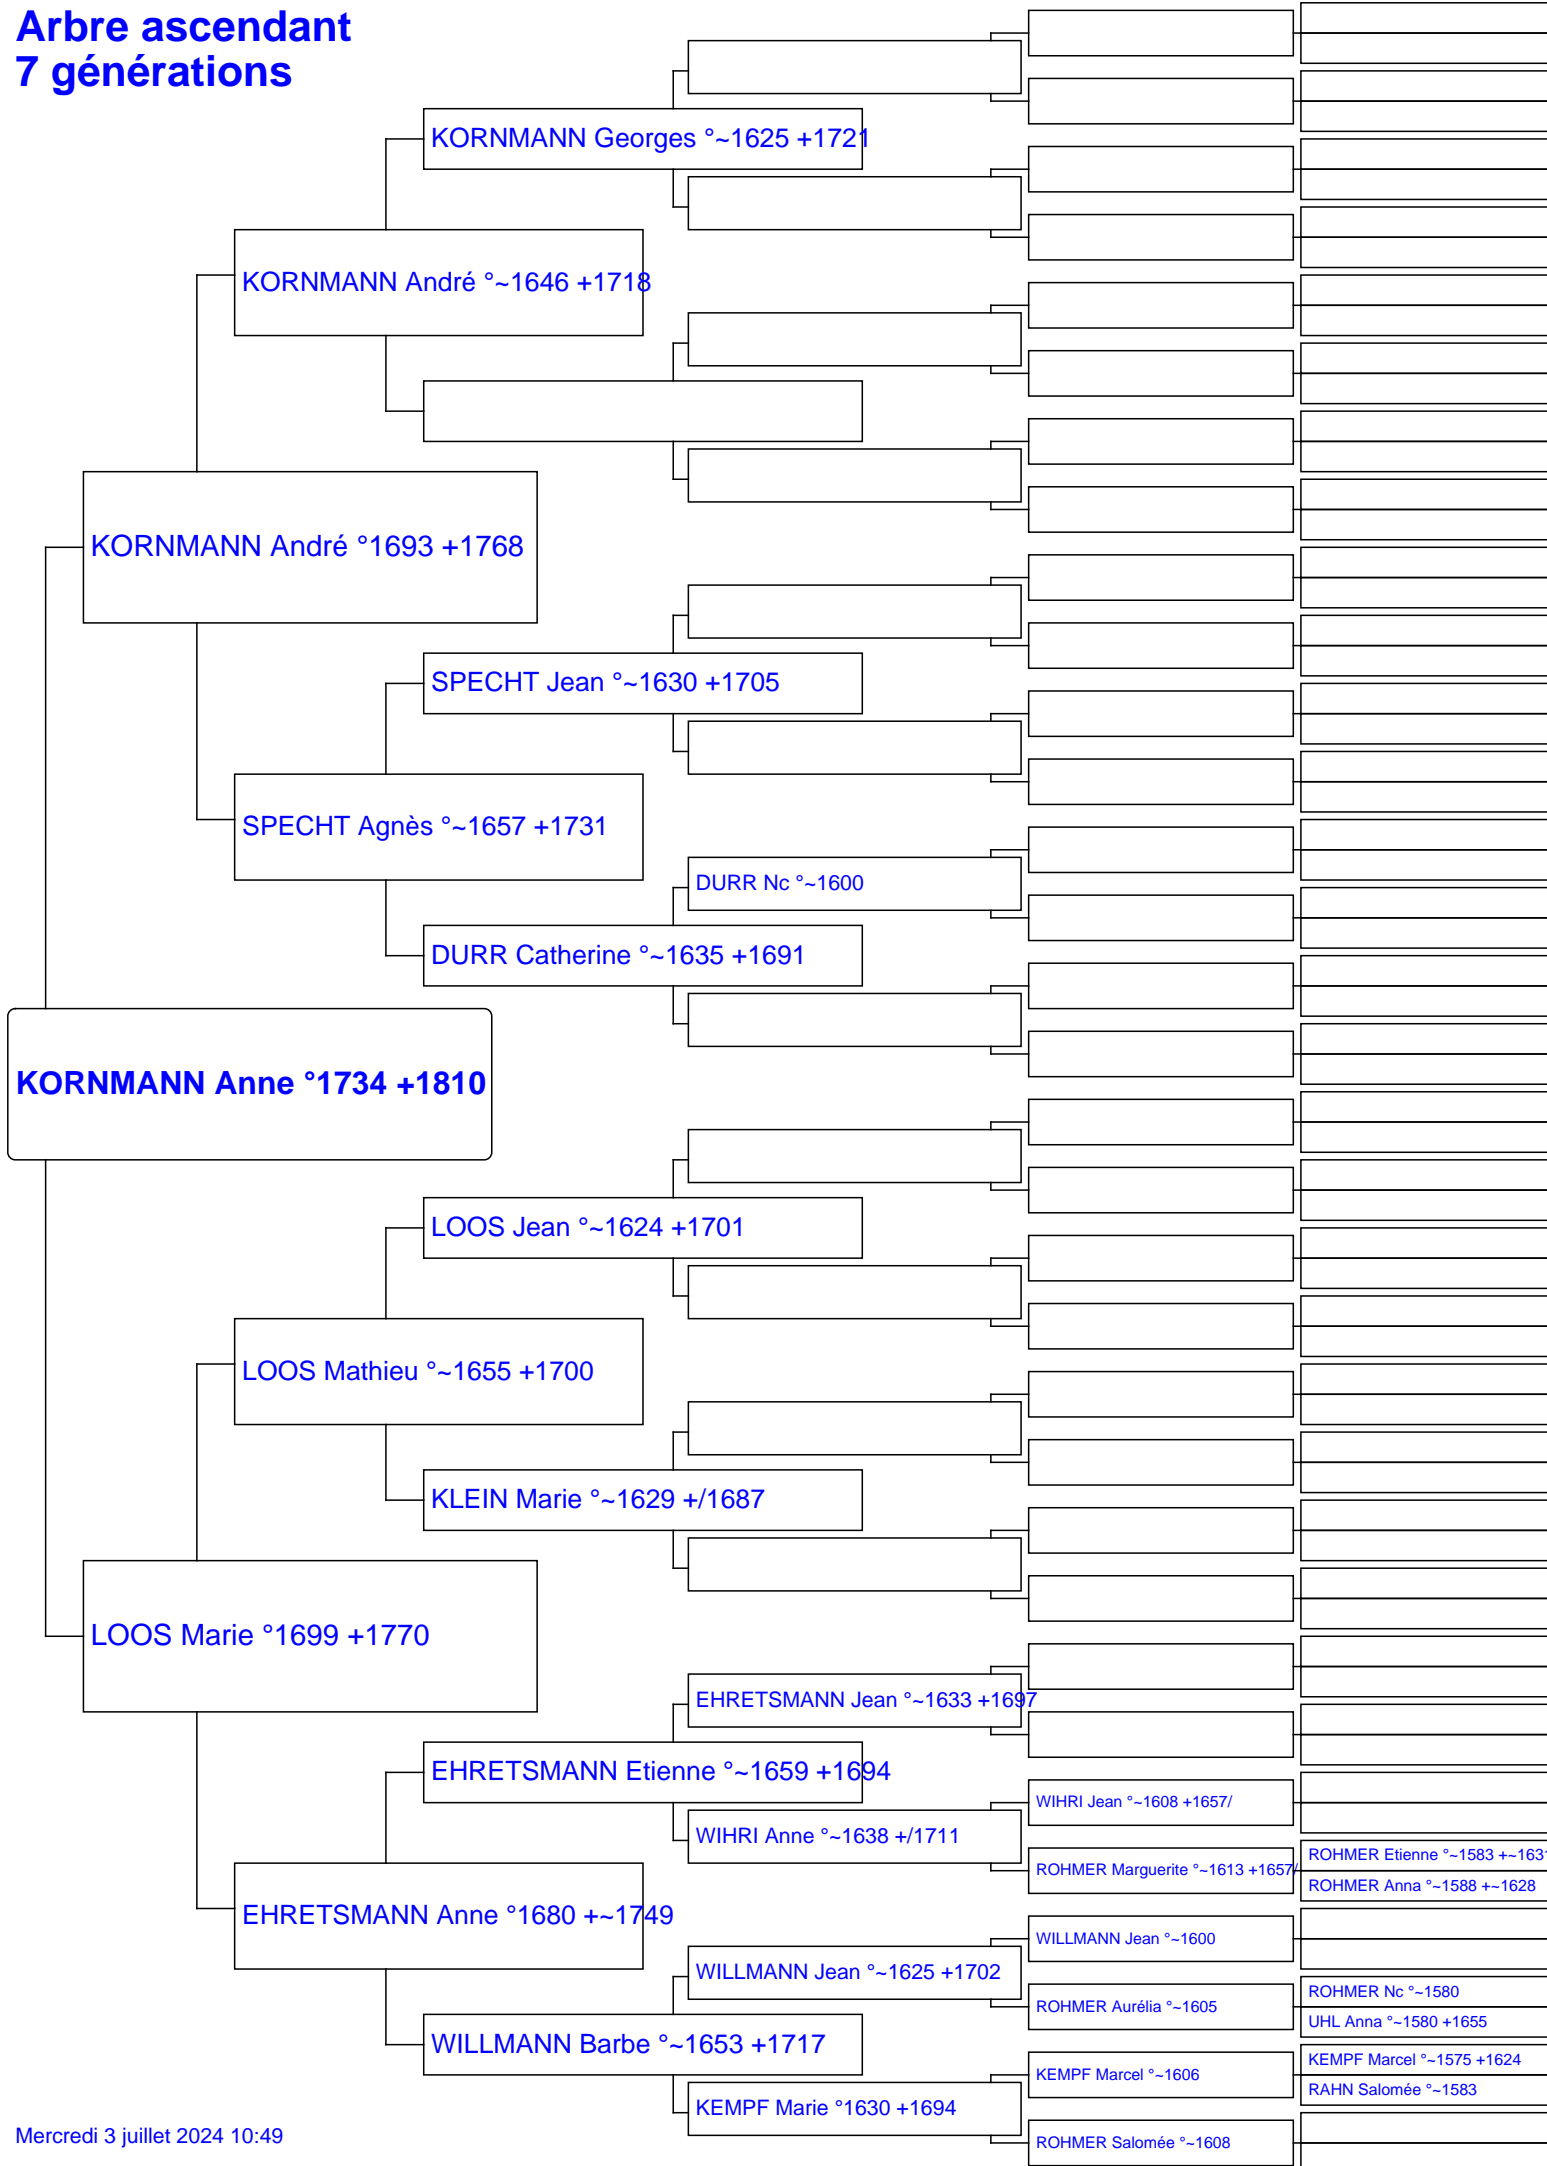 Arbre ascendant
7 générations
KORNMANN Georges °~1625 +1721
KORNMANN André °~1646 +1718
KORNMANN André °1693 +1768
SPECHT Jean °~1630 +1705
SPECHT Agnès °~1657 +1731
DURR Nc °~1600
DURR Catherine °~1635 +1691
KORNMANN Anne °1734 +1810
LOOS Jean °~1624 +1701
LOOS Mathieu °~1655 +1700
KLEIN Marie °~1629 +/1687
LOOS Marie °1699 +1770
EHRETSMANN Jean °~1633 +1697
EHRETSMANN Etienne °~1659 +1694
WIHRI Jean °~1608 +1657/
WIHRI Anne °~1638 +/1711
ROHMER Etienne °~1583 +~1631
ROHMER Marguerite °~1613 +1657/
ROHMER Anna °~1588 +~1628
EHRETSMANN Anne °1680 +~1749
WILLMANN Jean °~1600
WILLMANN Jean °~1625 +1702
ROHMER Nc °~1580
ROHMER Aurélia °~1605
UHL Anna °~1580 +1655
WILLMANN Barbe °~1653 +1717
KEMPF Marcel °~1575 +1624
KEMPF Marcel °~1606
RAHN Salomée °~1583
KEMPF Marie °1630 +1694
ROHMER Salomée °~1608
Mercredi 3 juillet 2024 10:49